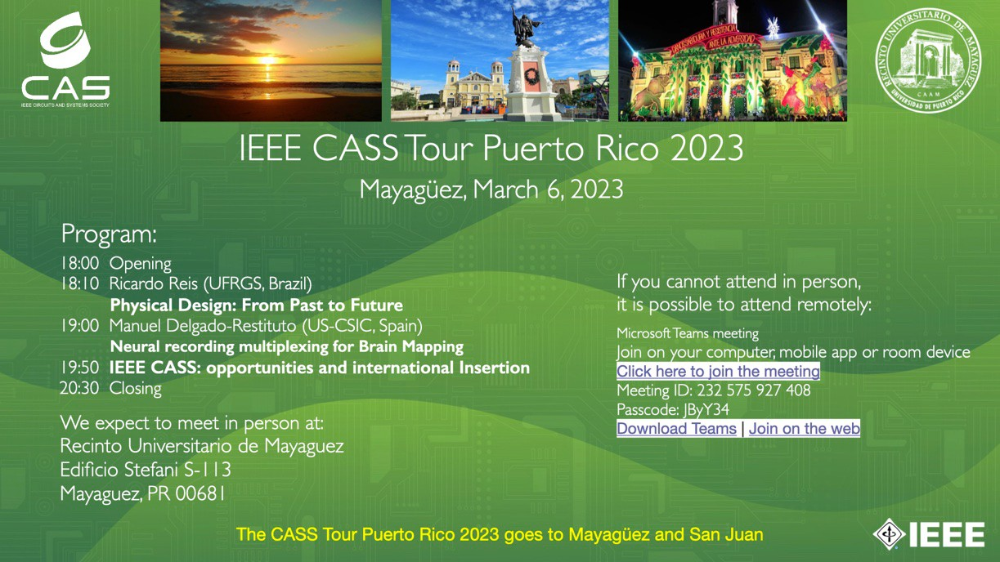 CAS
IEEE CIRCUITS AND SYSTEMS SOCIETY
ANTE LA ADVERSIDAD
RECINTO UNIVERSITARIO DE MAYAGÜEZ
CAAM
UNIVERSIDAD DE PUERTO RICO
IEEE CASS Tour Puerto Rico 2023
Mayagüez, March 6, 2023
Program:
18:00 Opening
18:10 Ricardo Reis (UFRGS, Brazil)
Physical Design: From Past to Future
19:00 Manuel Delgado-Restituto (US-CSIC, Spain)
Neural recording multiplexing for Brain Mapping
19:50 IEEE CASS: opportunities and international Insertion
20:30 Closing
We expect to meet in person at:
Recinto Universitario de Mayaguez
Edificio Stefani S-113
Mayaguez, PR 00681
If you cannot attend in person,
it is possible to attend remotely:
Microsoft Teams meeting
Join on your computer, mobile app or room device
Click here to join the meeting
Meeting ID: 232 575 927 408
Passcode: JByY34
Download Teams | Join on the web
The CASS Tour Puerto Rico 2023 goes to Mayagüez and San Juan
IEEE